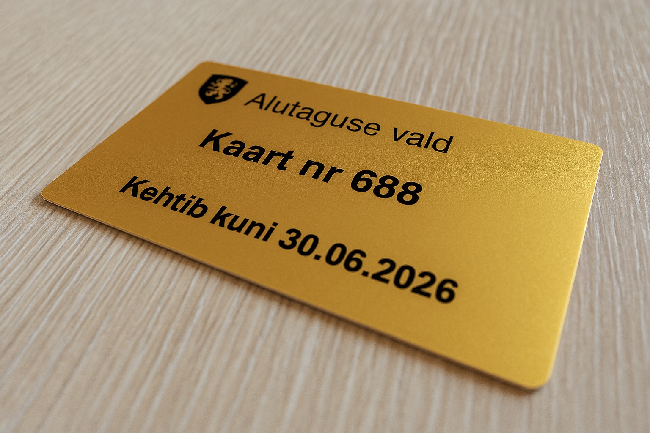 Alutaguse vald
Kaart nr 688
Kehtib kuni 30.06.2026